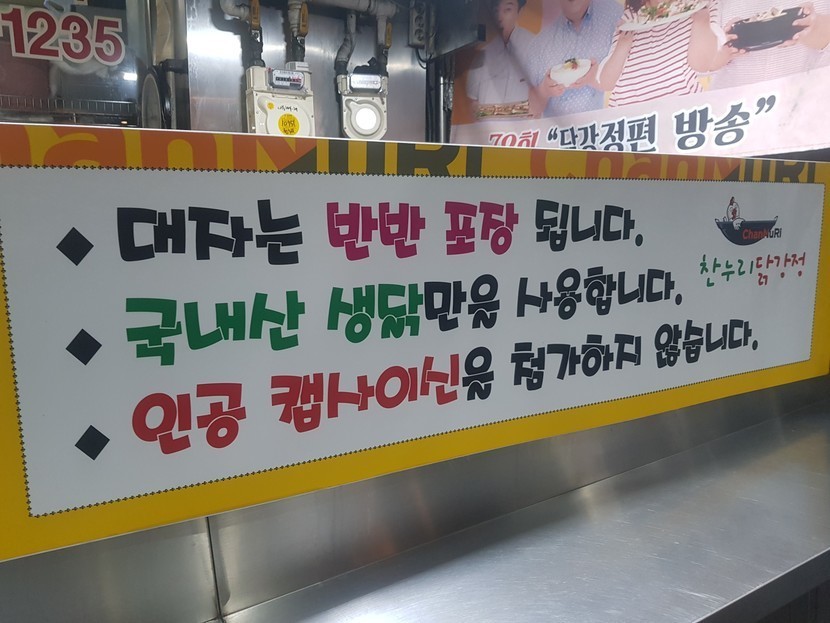 1235
70회 "닭강정편 방송"
ChanNURI
◆ 대자는 반반 포장 됩니다.
◆ 국내산 생닭만을 사용합니다.
◆ 인공 캡사이신을 첨가하지 않습니다.
ChanNuRI
찬누리닭강정